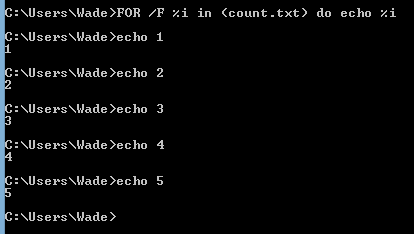 C:\Users\Wade>FOR /F %i in (count.txt) do echo %i
C:\Users\Wade>echo 1
1
C:\Users\Wade>echo 2
2
C:\Users\Wade>echo 3
3
C:\Users\Wade>echo 4
4
C:\Users\Wade>echo 5
5
C:\Users\Wade>